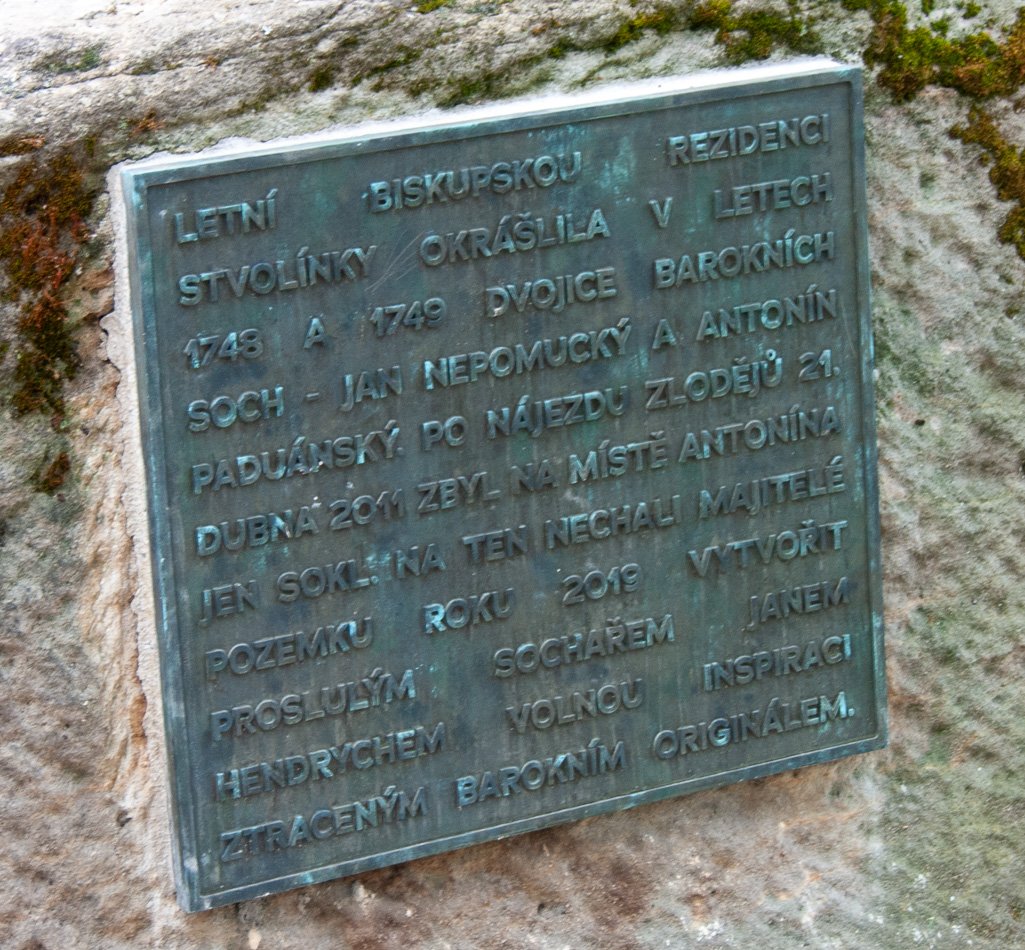 LETNÍ BISKUPSKOU REZIDENCI
STVOLÍNKY OKRÁŠLILA V LETECH
1748 A 1749 DVOJICE BAROKNÍCH
SOCH - JAN NEPOMUCKÝ A ANTONÍN
PADUÁNSKÝ. PO NÁJEZDU ZLODĚJŮ 21.
DUBNA 2011 ZBYL NA MÍSTĚ ANTONÍNA
JEN SOKL. NA TEN NECHALI MAJITELÉ
POZEMKU ROKU 2019 VYTVOŘIT
PROSLULÝM SOCHAŘEM JANEM
HENDRYCHEM VOLNOU INSPIRACI
ZTRACENÝM BAROKNÍM ORIGINÁLEM.